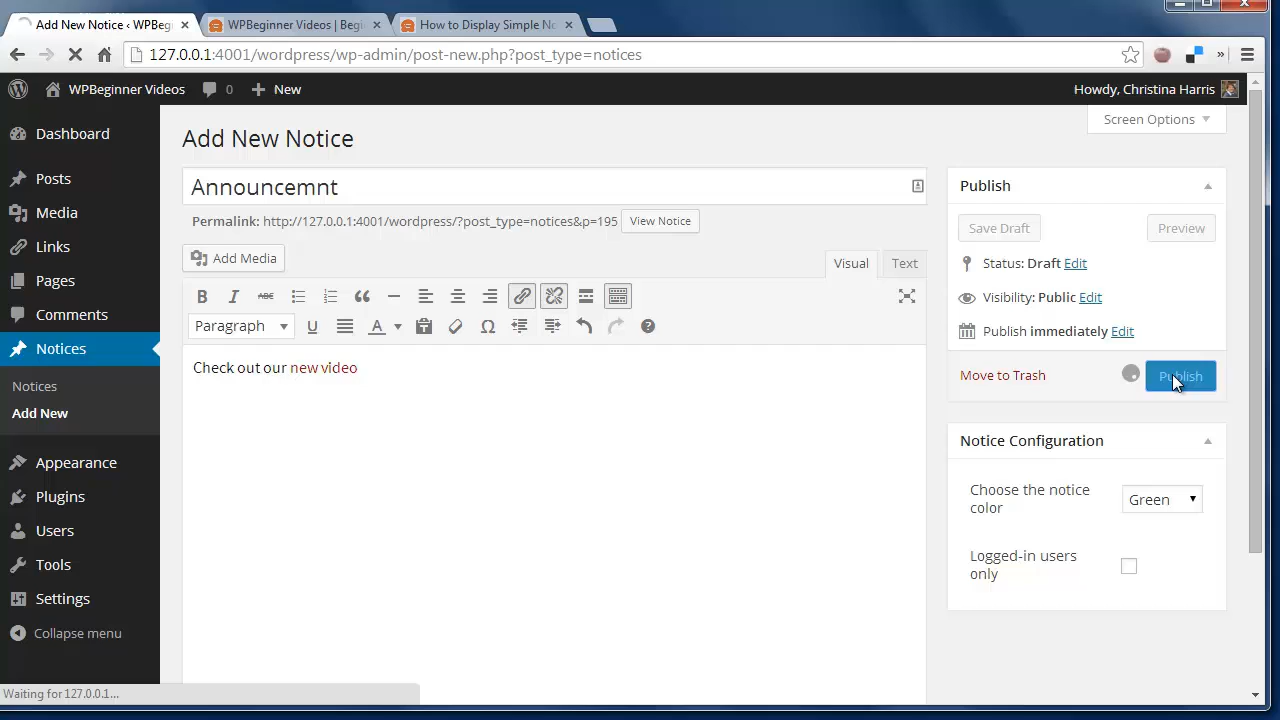 Add New Notice ‹ WPBeg
WPBeginner Videos | Begi
How to Display Simple No
127.0.0.1:4001/wordpress/wp-admin/post-new.php?post_type=notices
WPBeginner Videos
0
New
Howdy, Christina Harris
Dashboard
Posts
Media
Links
Pages
Comments
Notices
Notices
Add New
Appearance
Plugins
Users
Tools
Settings
Collapse menu
Screen Options
Add New Notice
Announcemnt
Permalink: http://127.0.0.1:4001/wordpress/?post_type=notices&p=195 View Notice
Add Media
Visual Text
B I ABC
Paragraph U A Ω ?
Check out our new video
Publish
Save Draft Preview
Status: Draft Edit
Visibility: Public Edit
Publish immediately Edit
Move to Trash Publish
Notice Configuration
Choose the notice
color
Green
Logged-in users
only
Waiting for 127.0.0.1...